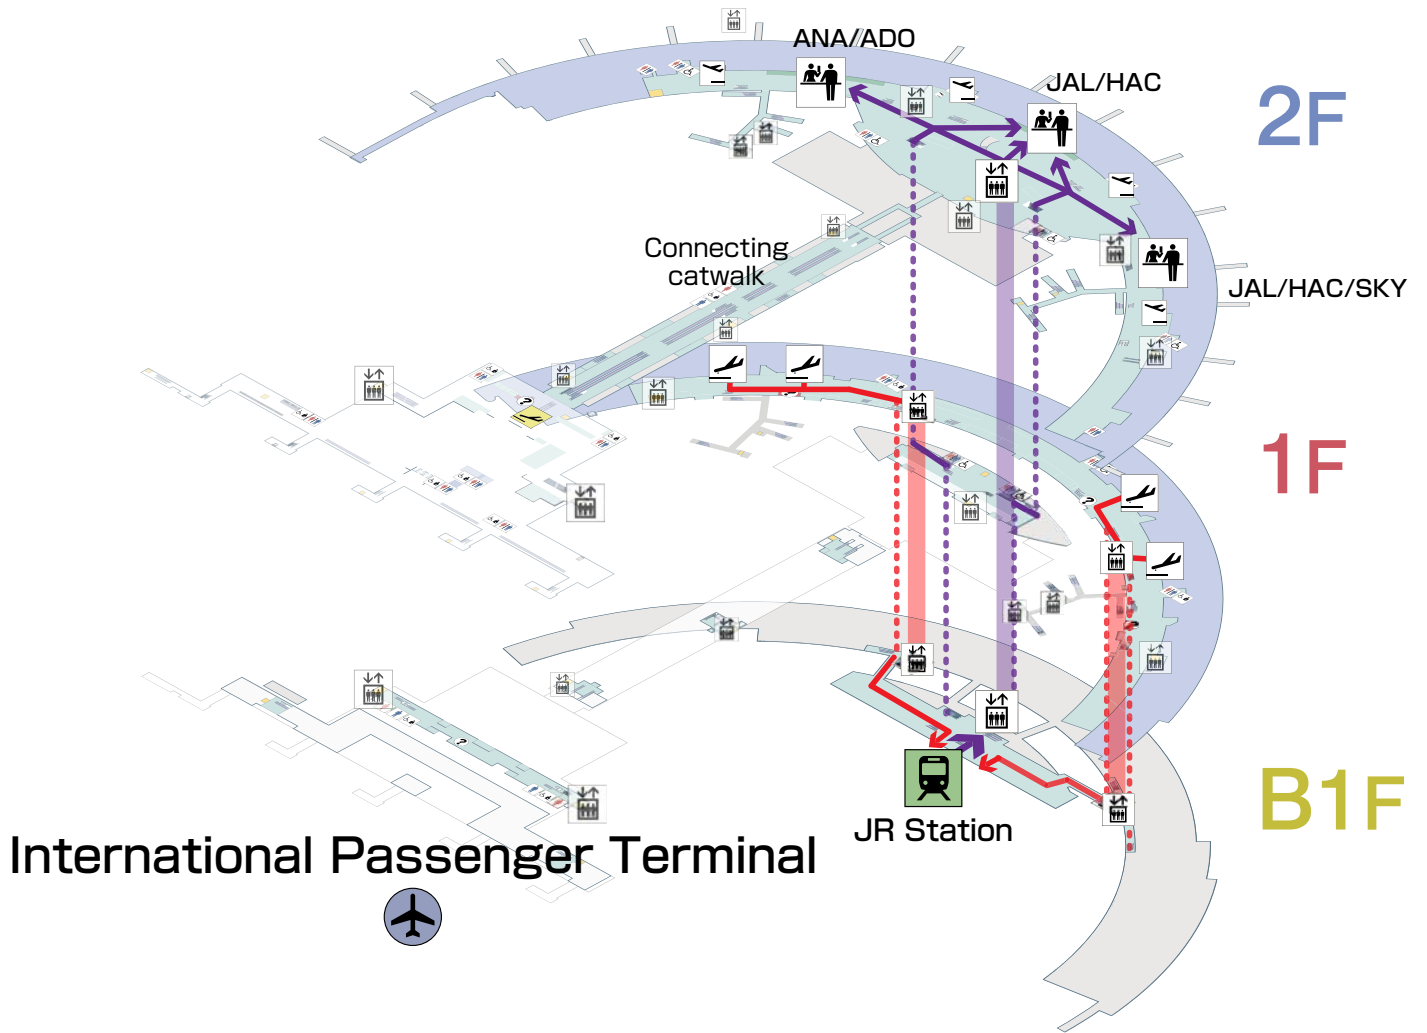 ANA/ADO
JAL/HAC
2F
Connecting
catwalk
JAL/HAC/SKY
?
1F
?
?
B1F
JR Station
International Passenger Terminal